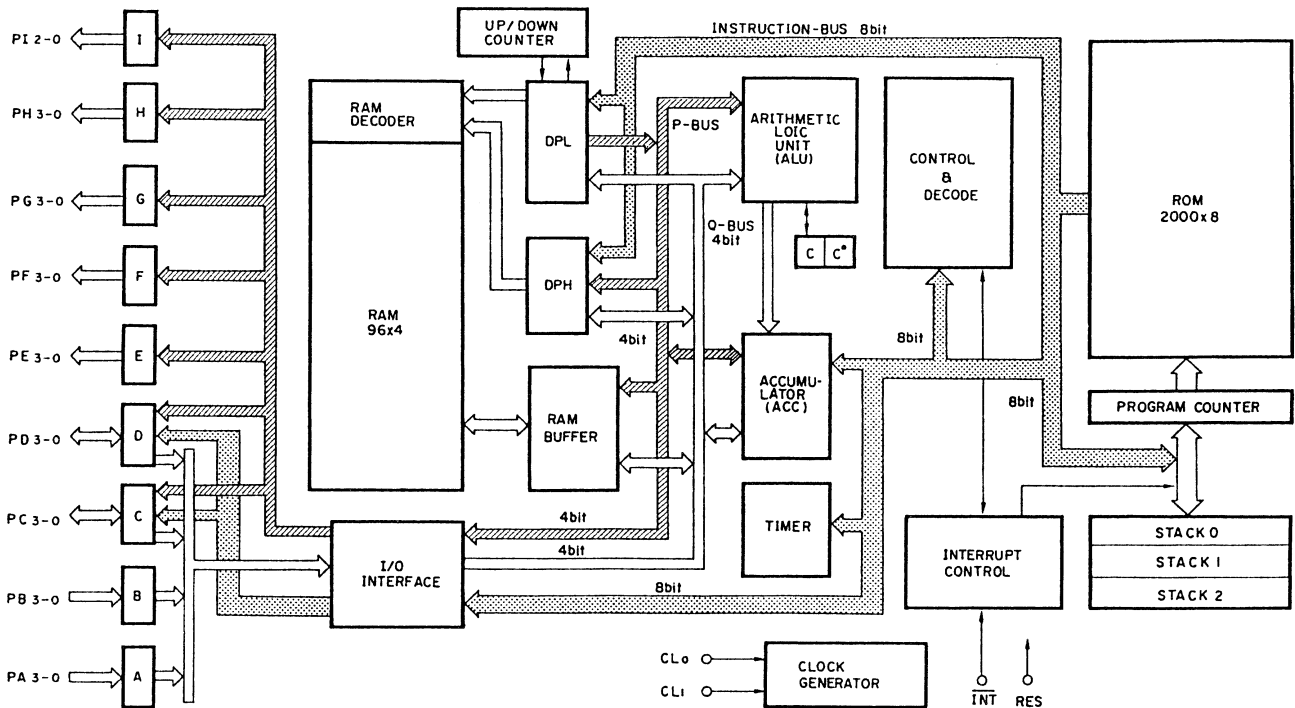 PI 2-0
I
PH 3-0
H
PG 3-0
G
PF 3-0
F
PE 3-0
E
PD 3-0
D
PC 3-0
C
PB 3-0
B
PA 3-0
A
UP/DOWN
COUNTER
RAM
DECODER
RAM
96x4
DPL
DPH
RAM
BUFFER
I/O
INTERFACE
INSTRUCTION-BUS 8bit
P-BUS
ARITHMETIC
LOIC
UNIT
(ALU)
Q-BUS
4bit
C C•
4bit
ACCUMU-
LATOR
(ACC)
TIMER
4bit
4bit
8bit
CONTROL
&
DECODE
8bit
8bit
ROM
2000x8
PROGRAM COUNTER
STACK 0
STACK 1
STACK 2
INTERRUPT
CONTROL
CL0
CL1
CLOCK
GENERATOR
I̅N̅T̅
RES